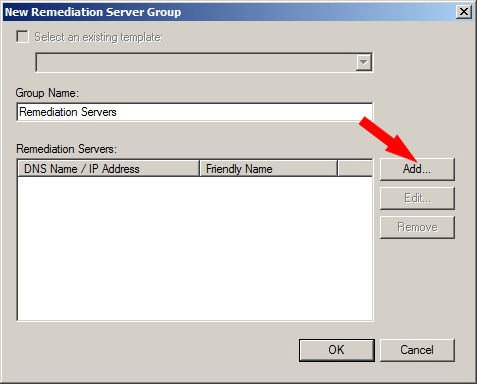 New Remediation Server Group
Select an existing template:
Group Name:
Remediation Servers
Remediation Servers:
DNS Name / IP Address Friendly Name
Add...
Edit...
Remove
OK Cancel